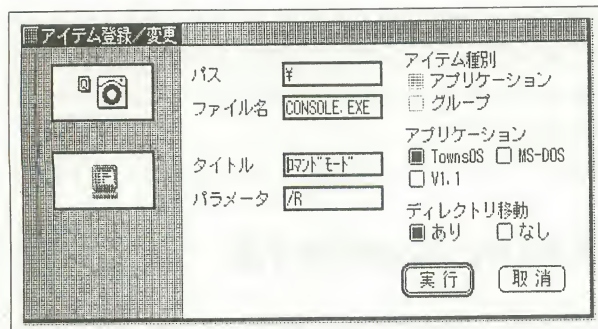 アイテム登録/変更
Q
パス
¥
ファイル名
CONSOLE.EXE
タイトル
コマンドモード
パラメータ
/R
アイテム種別
アプリケーション
グループ
アプリケーション
TownsOS
MS-DOS
V1.1
ディレクトリ移動
あり
なし
実行
取消